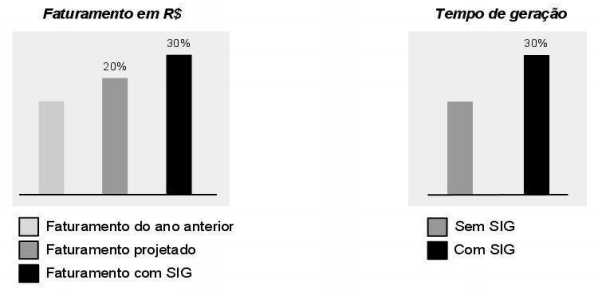 Faturamento em R$
30%
20%
Faturamento do ano anterior
Faturamento projetado
Faturamento com SIG
Tempo de geração
30%
Sem SIG
Com SIG